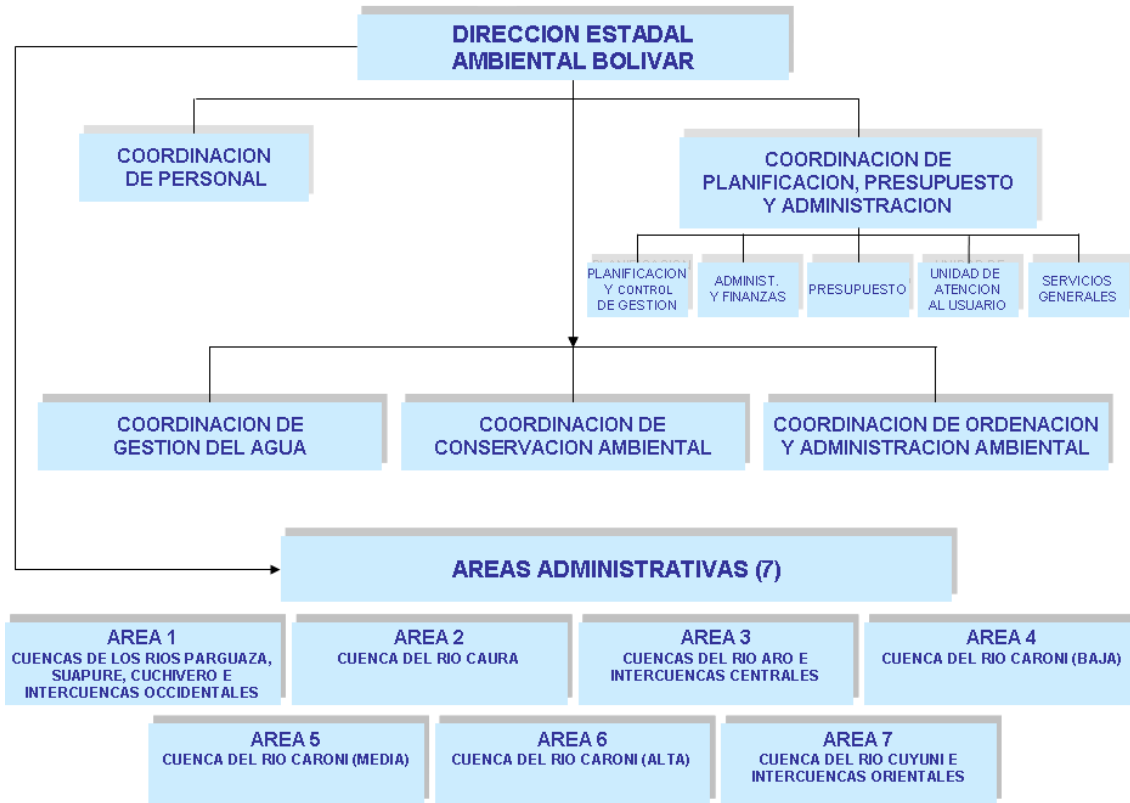 DIRECCION ESTADAL
AMBIENTAL BOLIVAR
COORDINACION
DE PERSONAL
COORDINACION DE
PLANIFICACION, PRESUPUESTO
Y ADMINISTRACION
PLANIFICACION
Y CONTROL
DE GESTION
ADMINIST.
Y FINANZAS
PRESUPUESTO
UNIDAD DE
ATENCION
AL USUARIO
SERVICIOS
GENERALES
COORDINACION DE
GESTION DEL AGUA
COORDINACION DE
CONSERVACION AMBIENTAL
COORDINACION DE ORDENACION
Y ADMINISTRACION AMBIENTAL
AREAS ADMINISTRATIVAS (7)
AREA 1
CUENCAS DE LOS RIOS PARGUAZA,
SUAPURE, CUCHIVERO E
INTERCUENCAS OCCIDENTALES
AREA 2
CUENCA DEL RIO CAURA
AREA 3
CUENCAS DEL RIO ARO E
INTERCUENCAS CENTRALES
AREA 4
CUENCA DEL RIO CARONI (BAJA)
AREA 5
CUENCA DEL RIO CARONI (MEDIA)
AREA 6
CUENCA DEL RIO CARONI (ALTA)
AREA 7
CUENCA DEL RIO CUYUNI E
INTERCUENCAS ORIENTALES